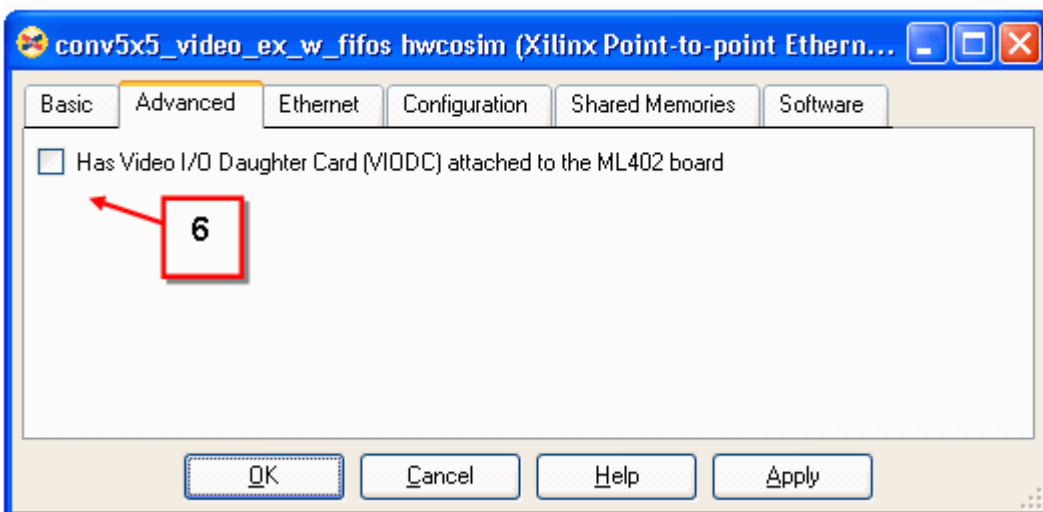 conv5x5_video_ex_w_fifos hwcosim (Xilinx Point-to-point Ethern...
Basic Advanced Ethernet Configuration Shared Memories Software
Has Video I/O Daughter Card (VIODC) attached to the ML402 board
6
OK Cancel Help Apply